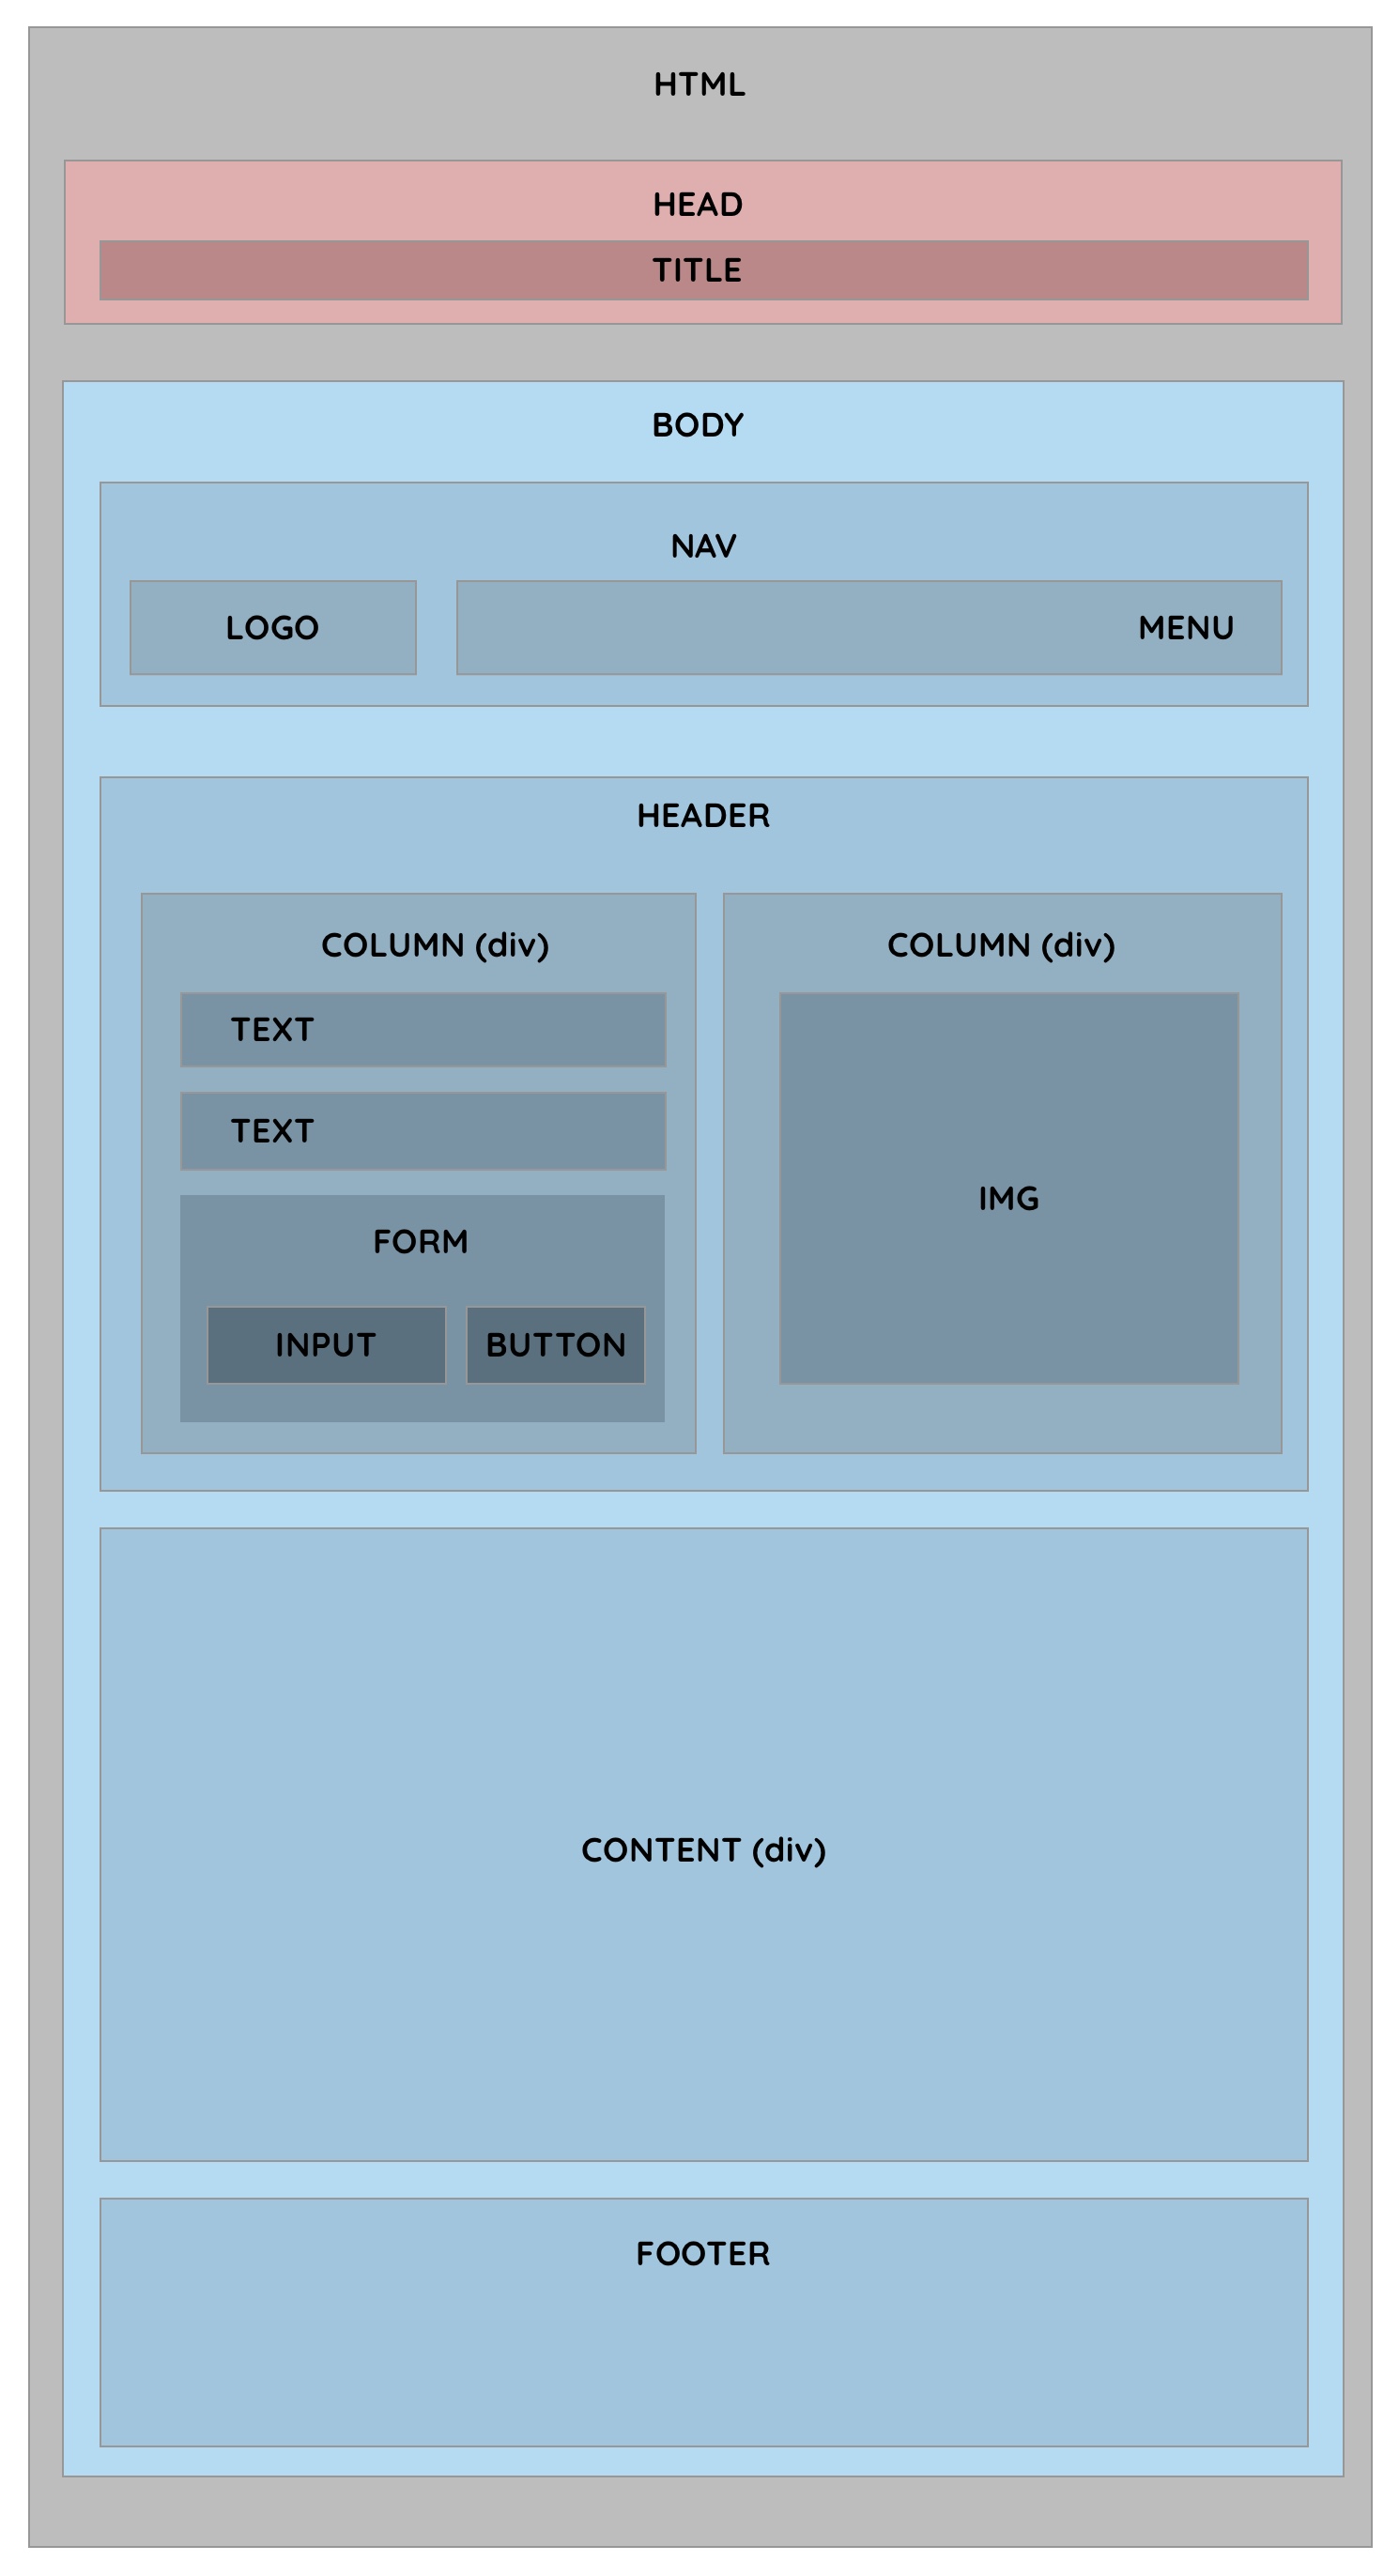 HTML
HEAD
TITLE
BODY
NAV
LOGO
MENU
HEADER
COLUMN (div)
TEXT
TEXT
FORM
INPUT
BUTTON
COLUMN (div)
IMG
CONTENT (div)
FOOTER